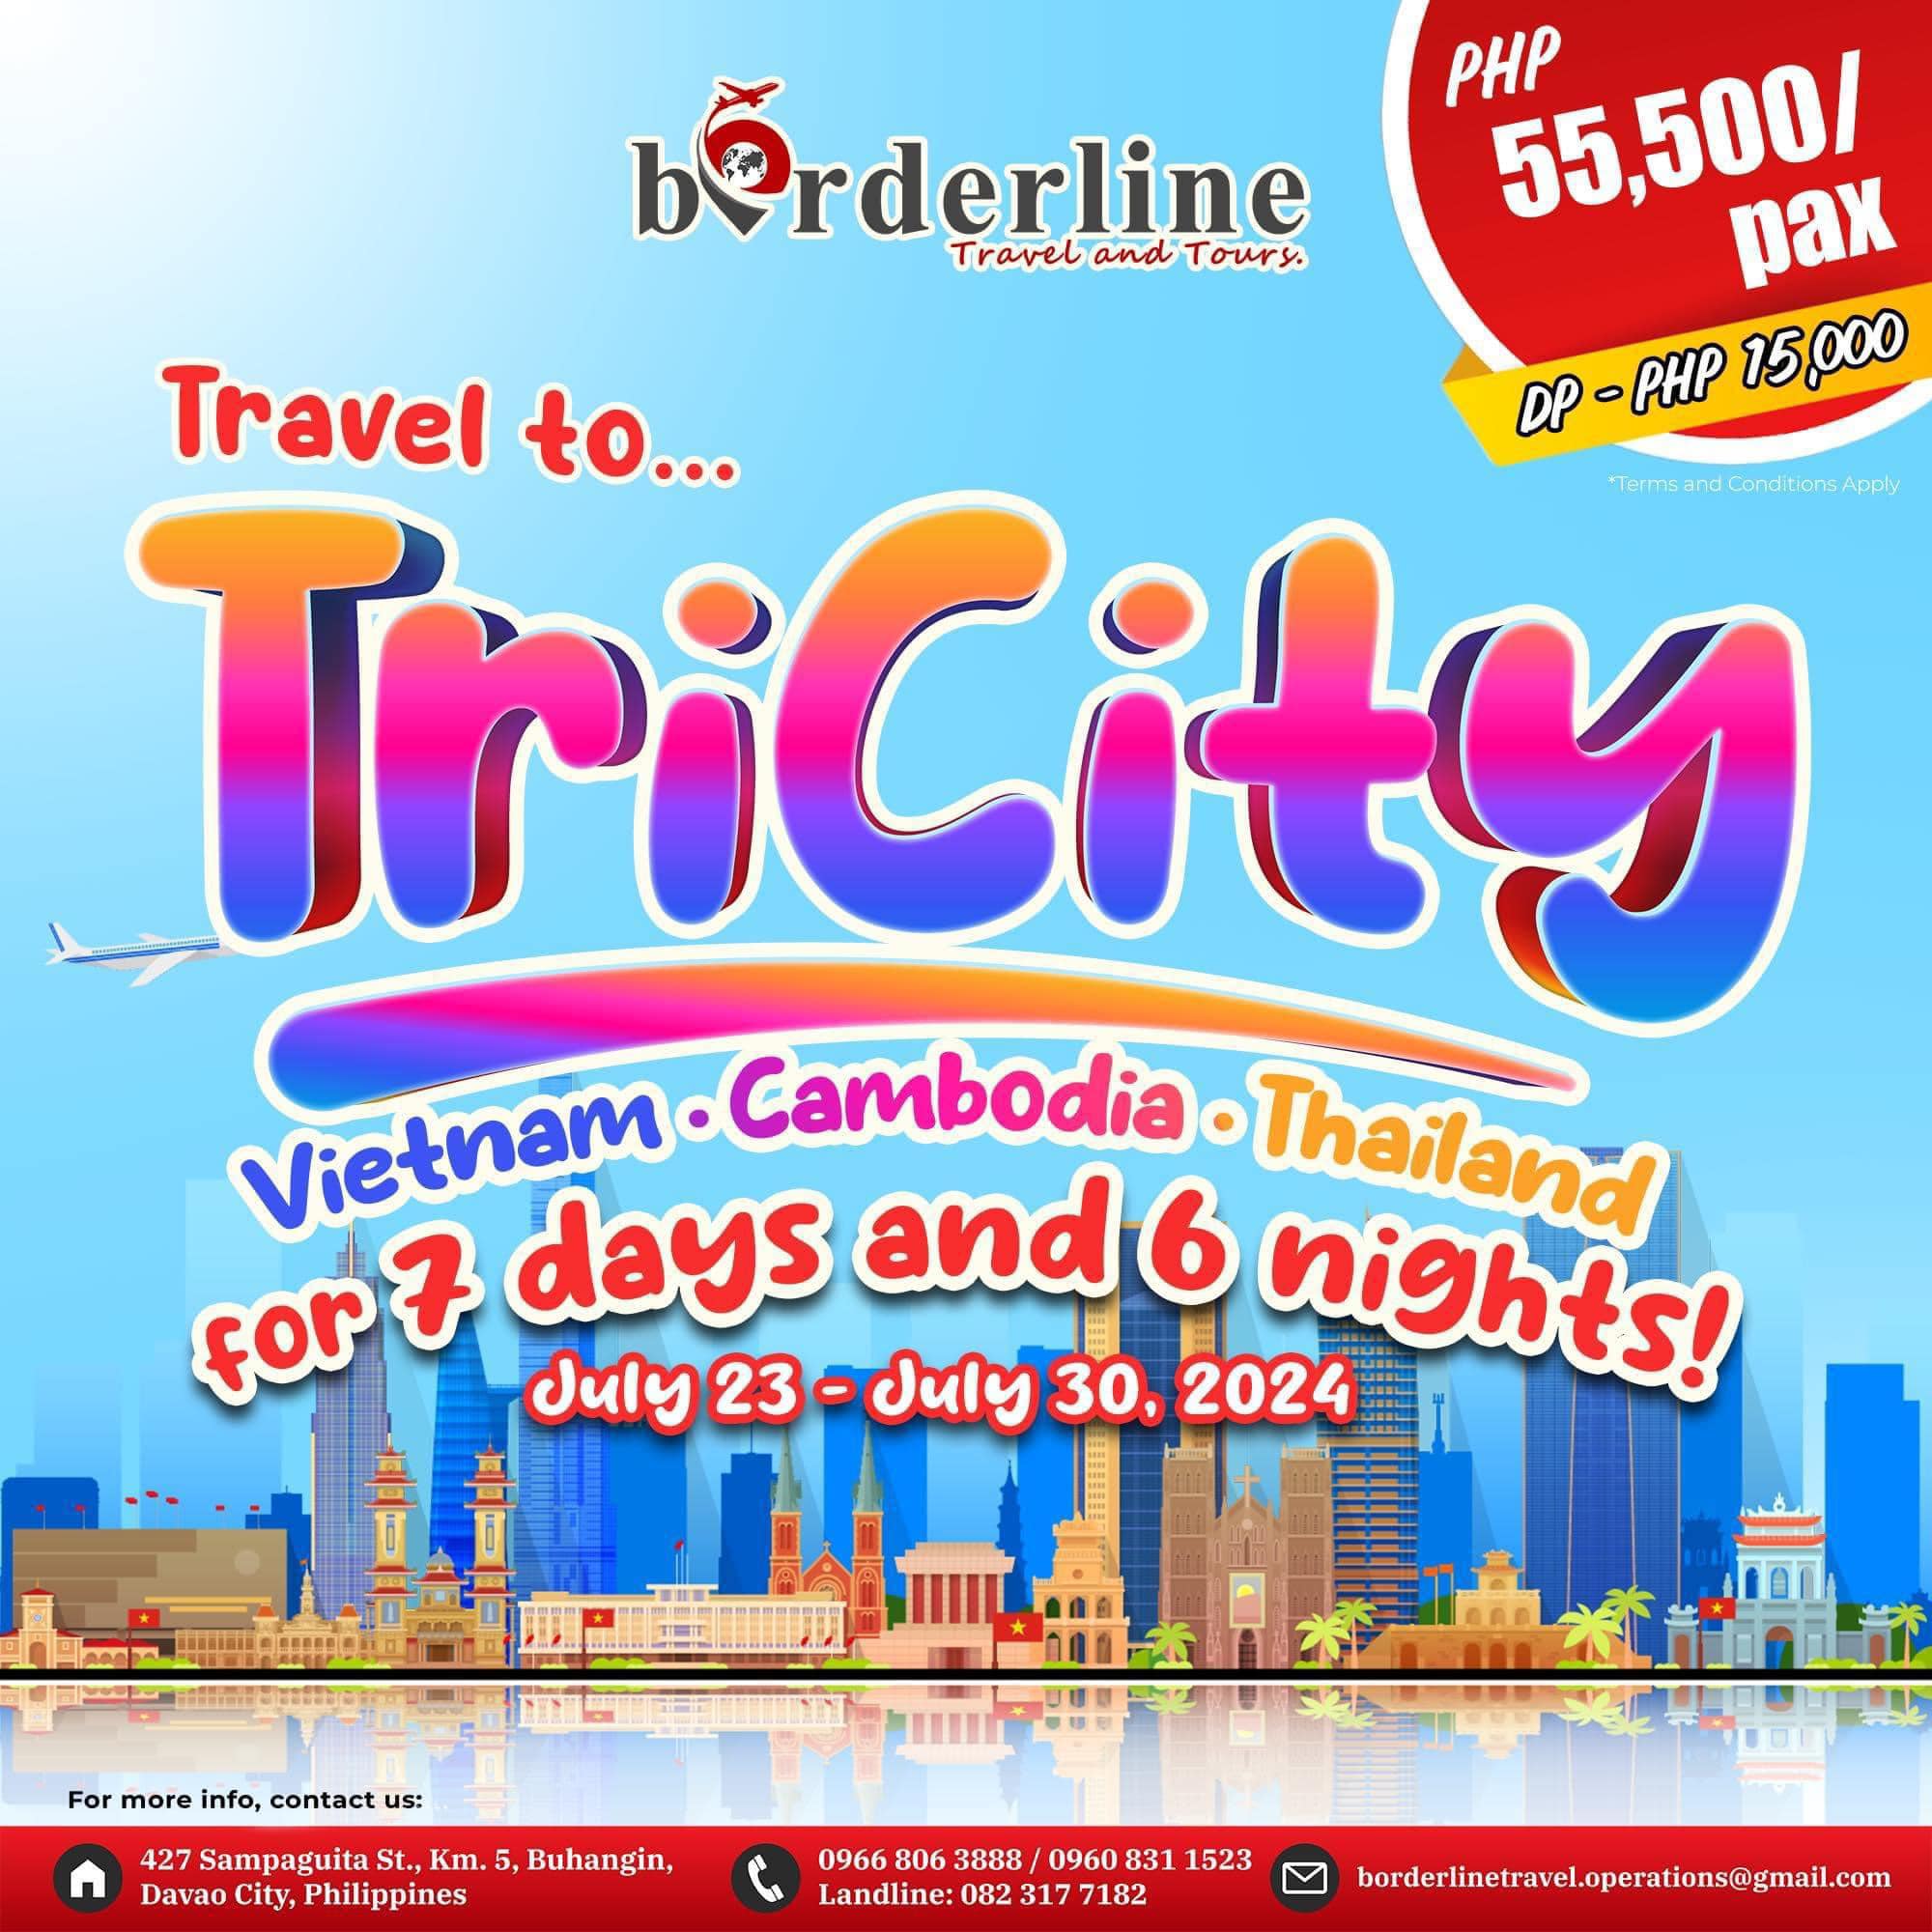 borderline
Travel and Tours.
PHP
55,500/
pax
DP - PHP 15,000
*Terms and Conditions Apply
Travel to...
TriCity
Vietnam • Cambodia • Thailand
for 7 days and 6 nights!
July 23 - July 30, 2024
For more info, contact us:
427 Sampaguita St., Km. 5, Buhangin,
Davao City, Philippines
0966 806 3888 / 0960 831 1523
Landline: 082 317 7182
borderlinetravel.operations@gmail.com